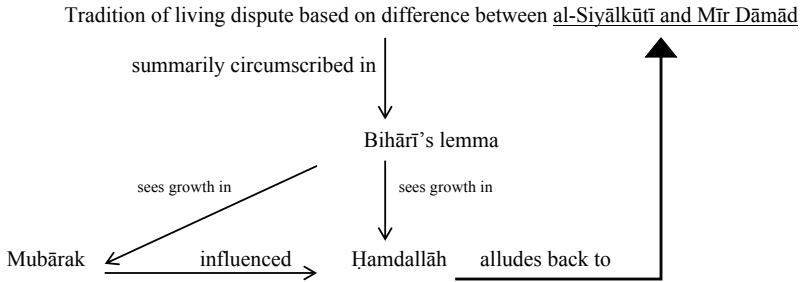 Tradition of living dispute based on difference between al-Siyālkūtī and Mīr Dāmād
summarily circumscribed in
Bihārī’s lemma
sees growth in
sees growth in
Mubārak
influenced
Ḥamdallāh
alludes back to